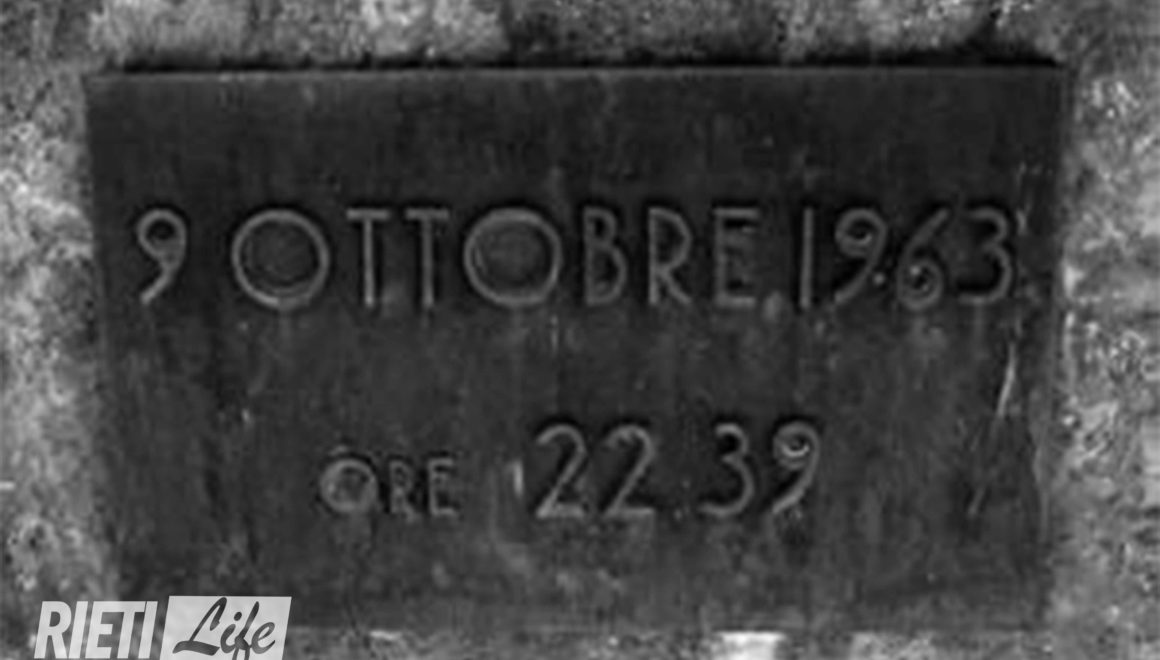 9 OTTOBRE 1963
ORE 22 39
RIETI Life